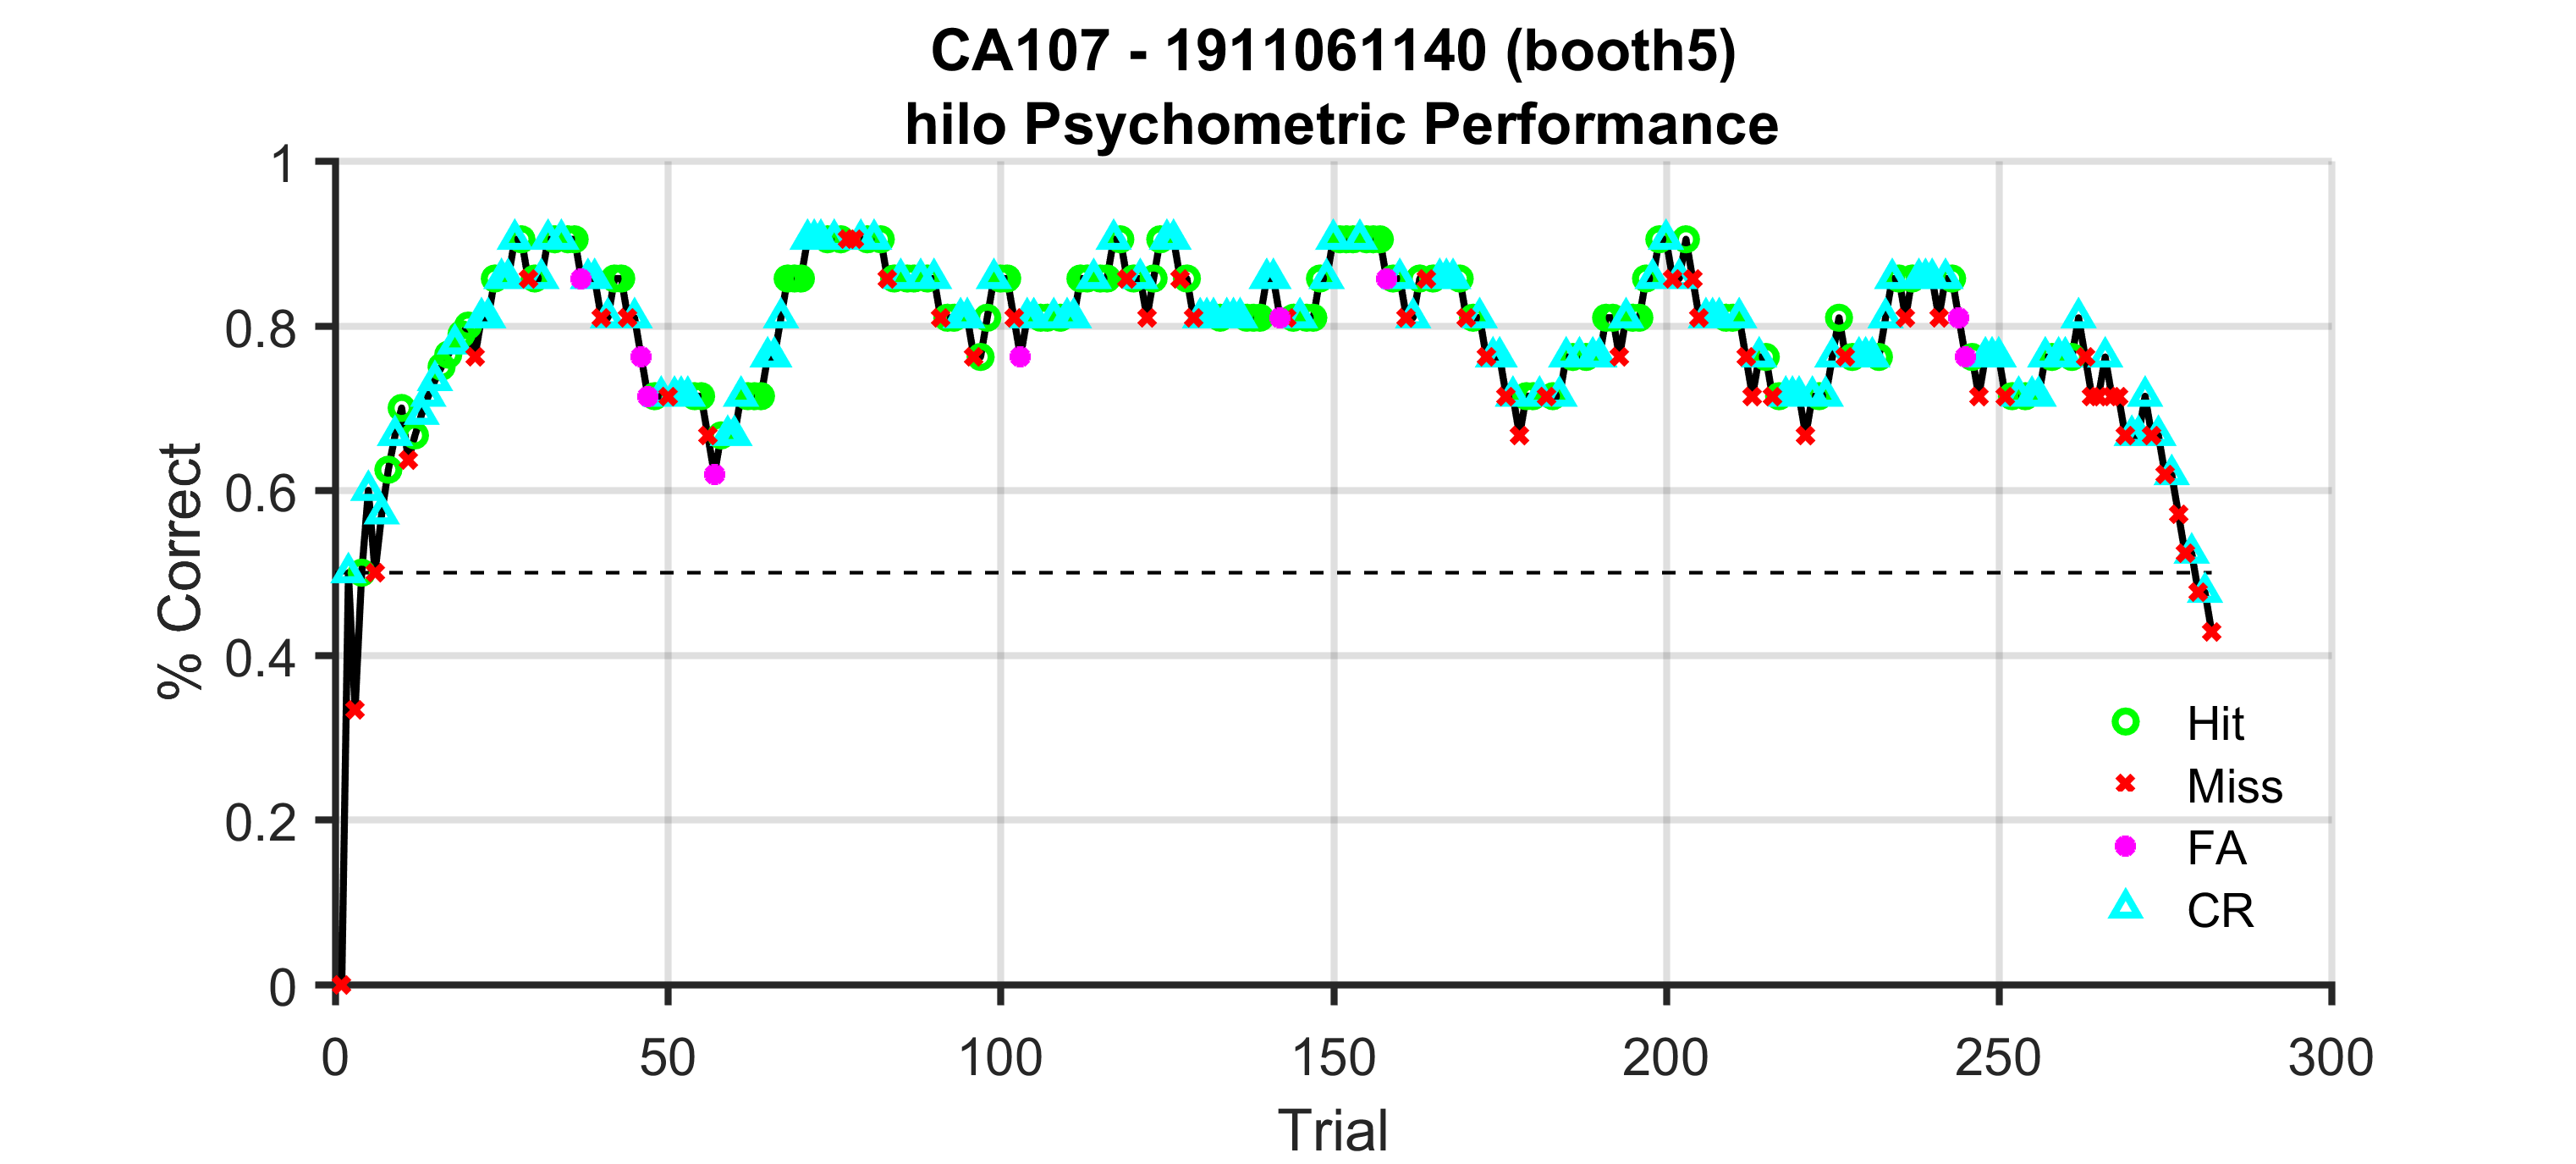 CA107 - 1911061140 (booth5)
hilo Psychometric Performance
% Correct
1
0.8
0.6
0.4
0.2
0
0 50 100 150 200 250 300
Trial
Hit
Miss
FA
CR